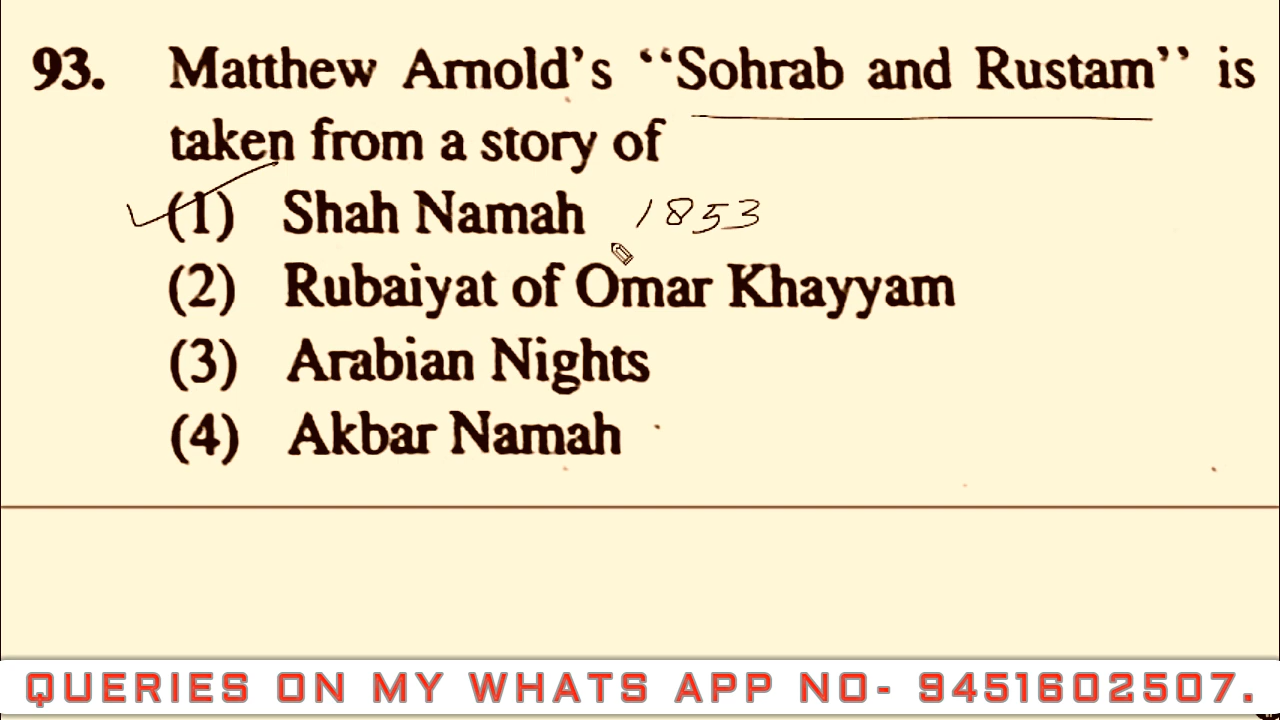 93. Matthew Arnold's ‘‘Sohrab and Rustam’’ is
taken from a story of
(1) Shah Namah 1853
(2) Rubaiyat of Omar Khayyam
(3) Arabian Nights
(4) Akbar Namah
QUERIES ON MY WHATS APP NO- 9451602507.